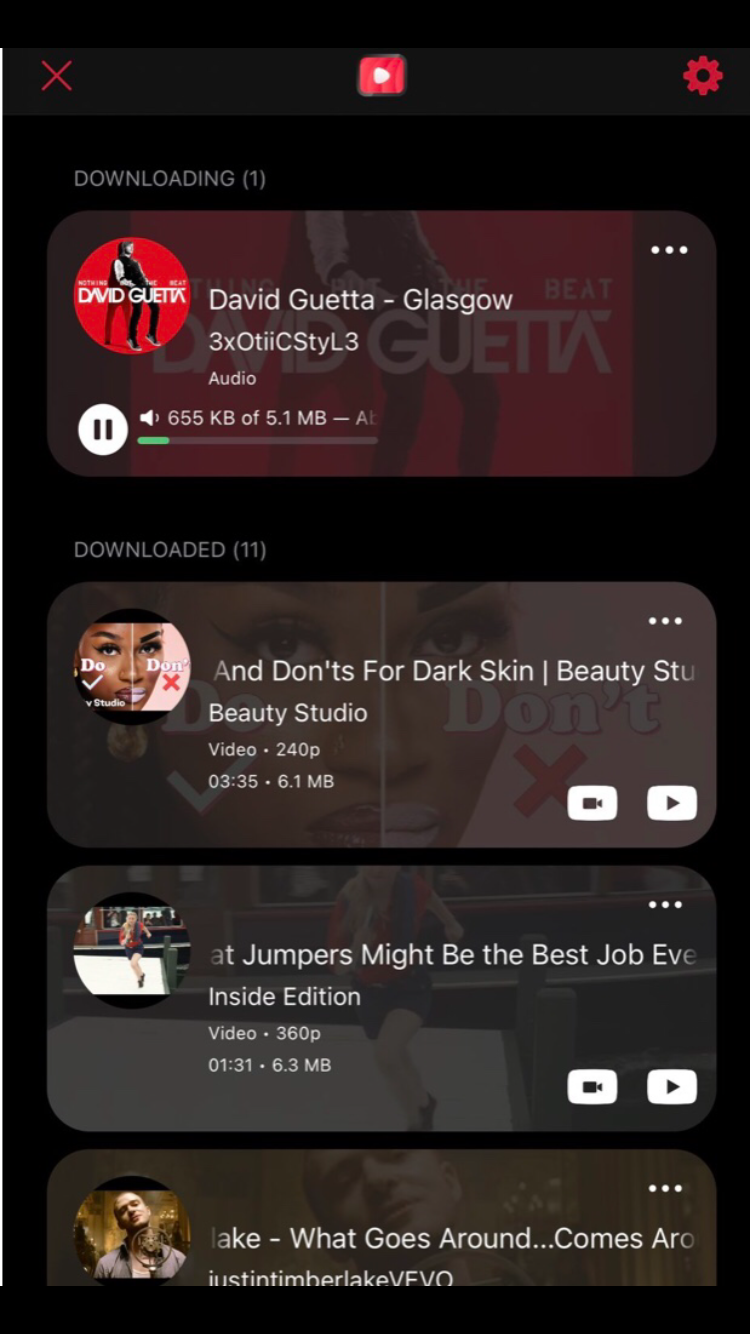 DOWNLOADING (1)
NOTHING BUT THE BEAT
DAVID GUETTA
David Guetta - Glasgow
3xOtiiCStyL3
Audio
655 KB of 5.1 MB — Ab
DOWNLOADED (11)
Do Don't
And Don'ts For Dark Skin | Beauty Stu
y Studio
Beauty Studio
Video • 240p
03:35 • 6.1 MB
at Jumpers Might Be the Best Job Eve
Inside Edition
Video • 360p
01:31 • 6.3 MB
lake - What Goes Around...Comes Aro
justintimberlakeVEVO